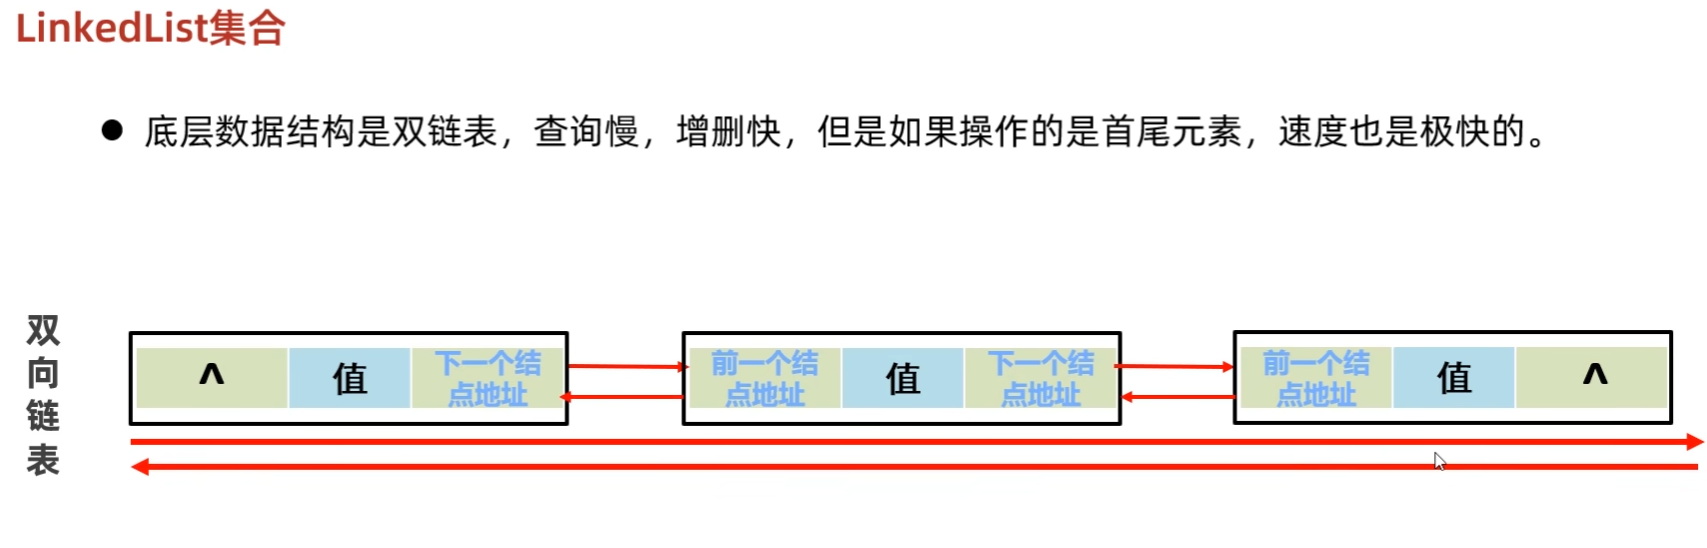 LinkedList集合
● 底层数据结构是双链表，查询慢，增删快，但是如果操作的是首尾元素，速度也是极快的。
双
向
链
表
^ 值 下一个结
点地址
前一个结
点地址
值 下一个结
点地址
前一个结
点地址
值 ^